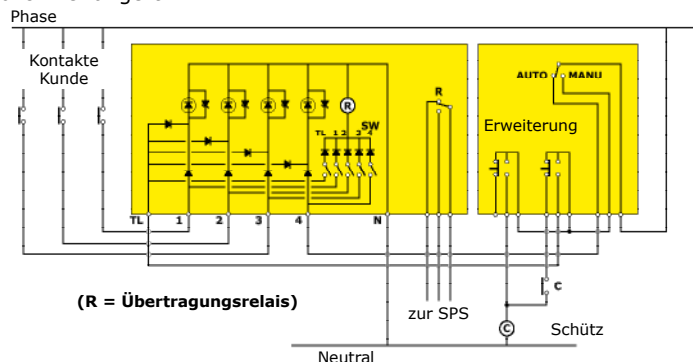 Phase
Kontakte
Kunde
AUTO
MANU
R
R
SW
TL 1 2 3 4
Erweiterung
TL 1 2 3 4 N
C
(R = Übertragungsrelais)
zur SPS
C
Schütz
Neutral